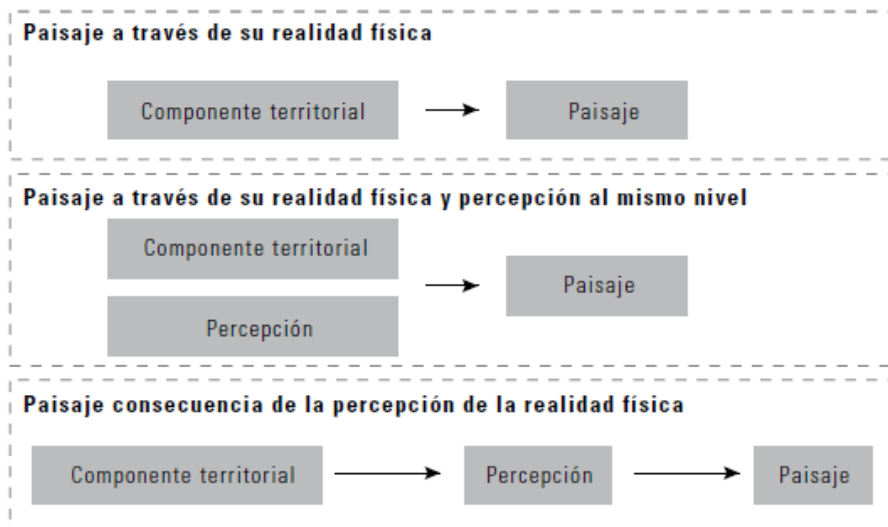 Paisaje a través de su realidad física
Componente territorial
Paisaje
Paisaje a través de su realidad física y percepción al mismo nivel
Componente territorial
Paisaje
Percepción
Paisaje consecuencia de la percepción de la realidad física
Componente territorial
Percepción
Paisaje